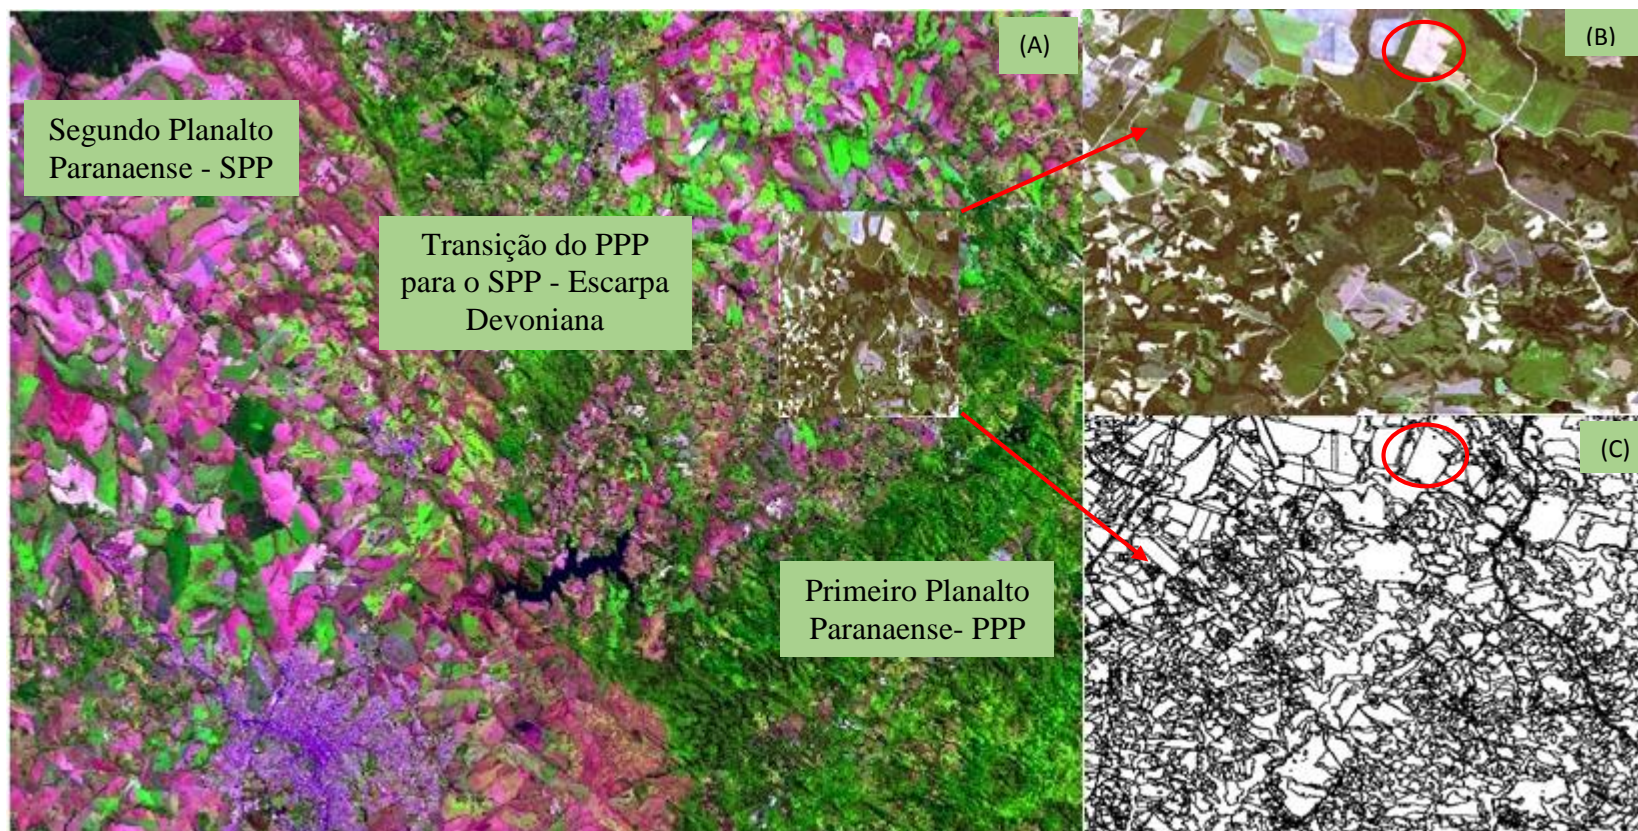 (A)
(B)
Segundo Planalto
Paranaense - SPP
Transição do PPP
para o SPP - Escarpa
Devoniana
(C)
Primeiro Planalto
Paranaense- PPP